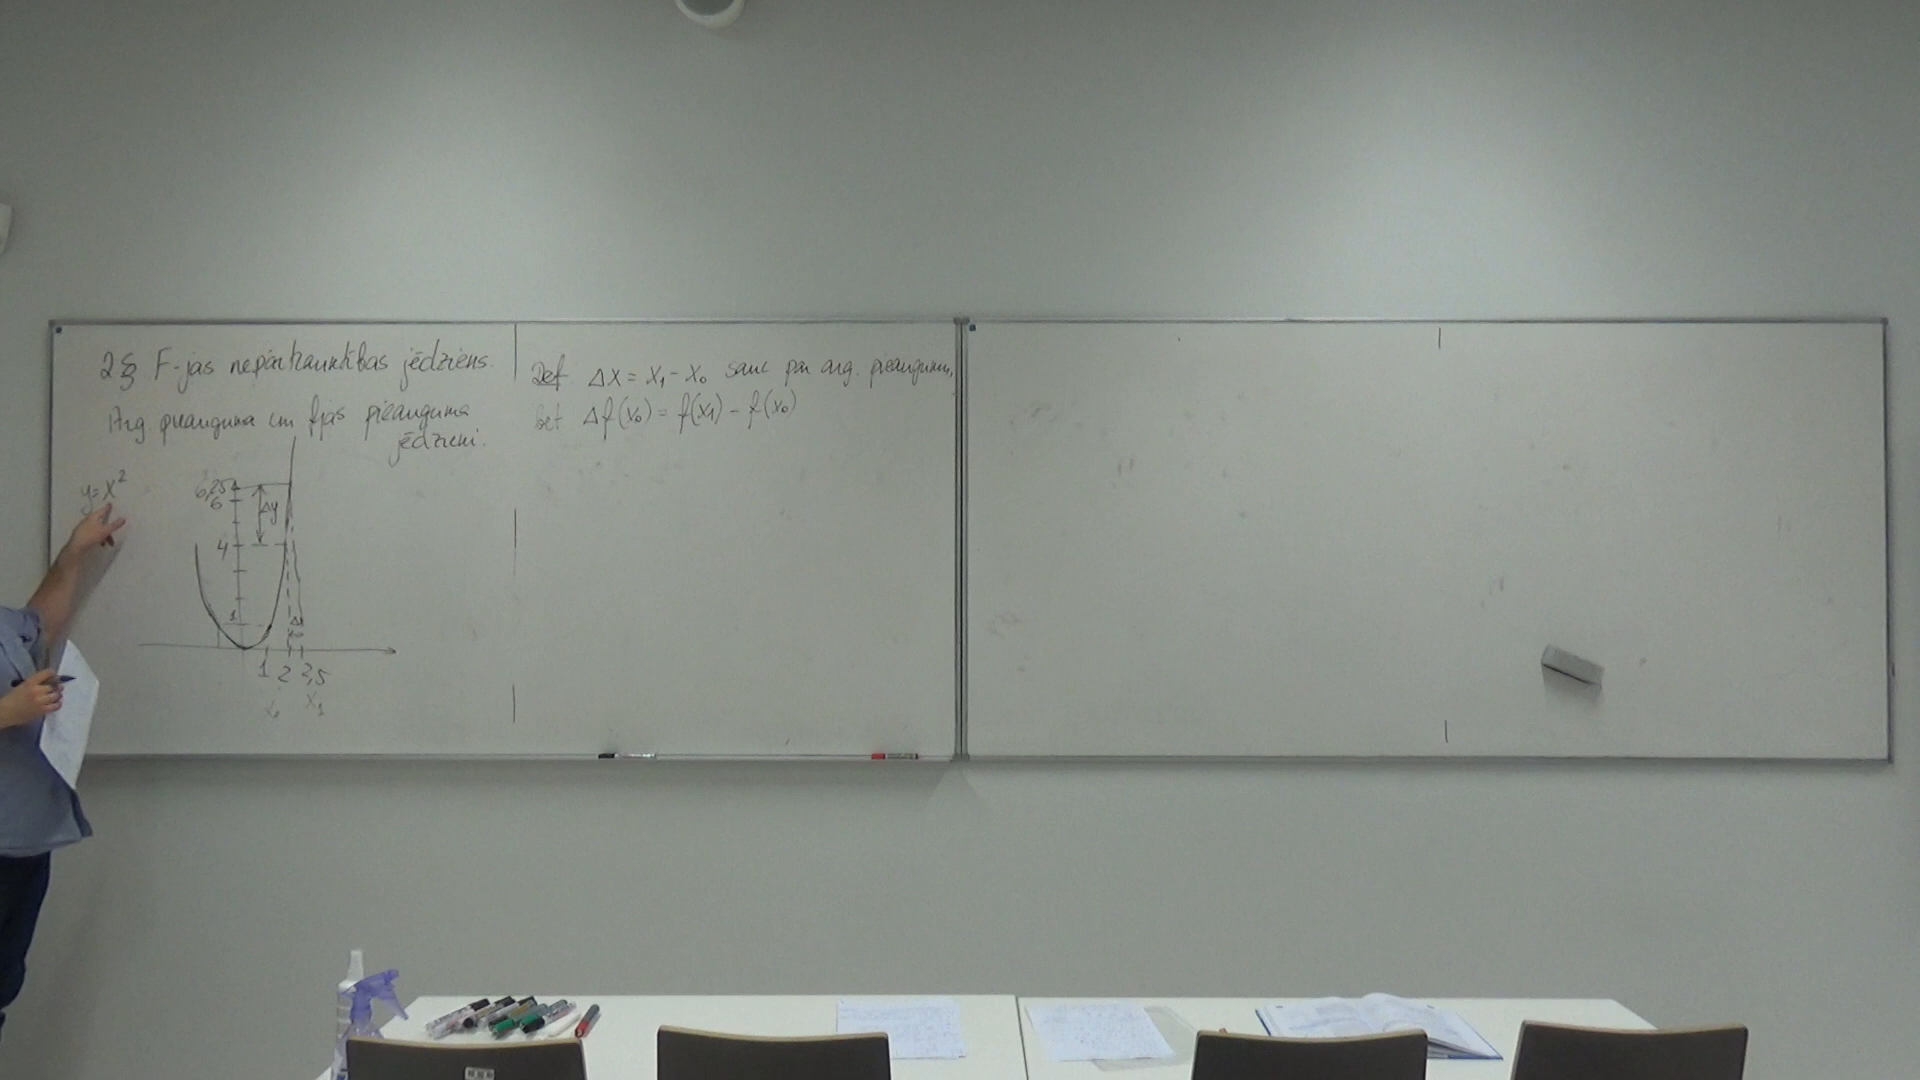 2§ F-jas nepārtrauktības jēdziens.
Arg. pieauguma un fjas pieauguma
jēdzieni.
y=x²
6,25
6
Δy
4
1
Δ
1 2 2,5
x₀ x₁
Def. Δx = x₁ - x₀ sauc par arg. pieaugumu,
bet Δf(x₀) = f(x₁) - f(x₀)